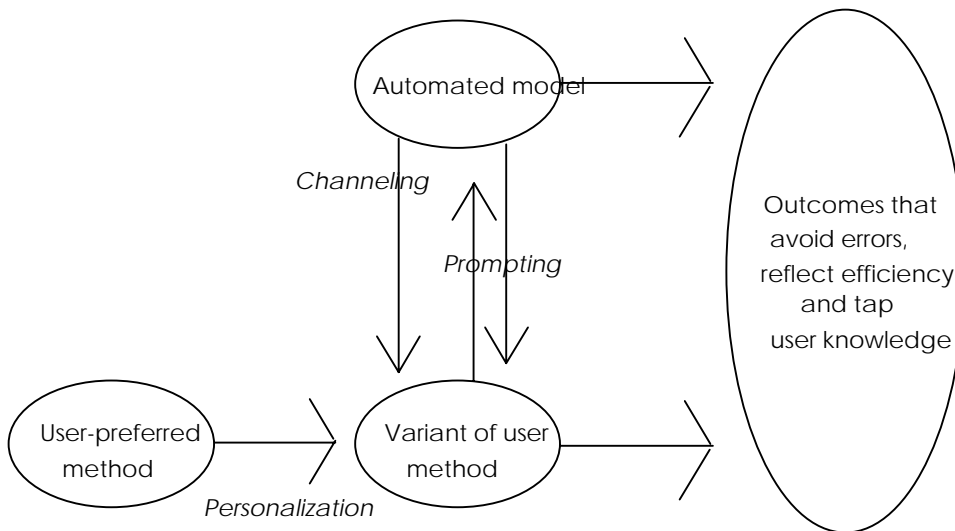 Automated model
Channeling
Prompting
Outcomes that
avoid errors,
reflect efficiency
and tap
user knowledge
User-preferred
method
Variant of user
method
Personalization